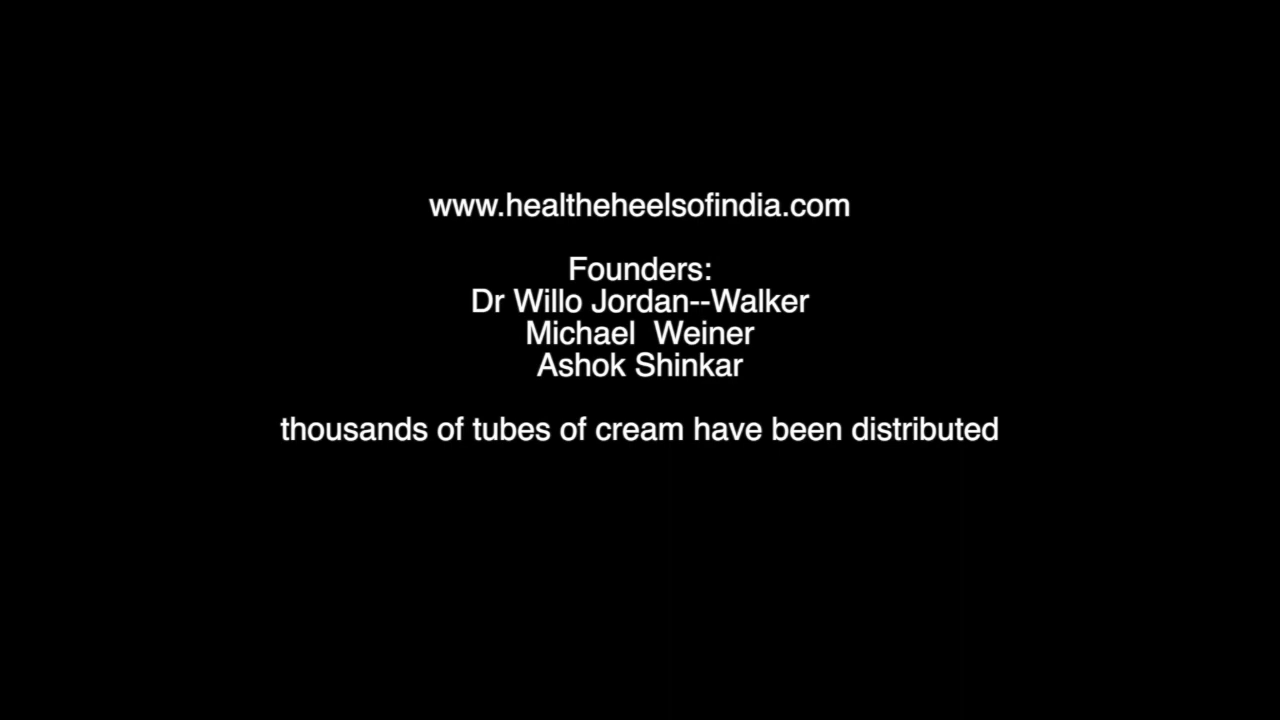 www.healtheheelsofindia.com
Founders:
Dr Willo Jordan--Walker
Michael  Weiner
Ashok Shinkar
thousands of tubes of cream have been distributed